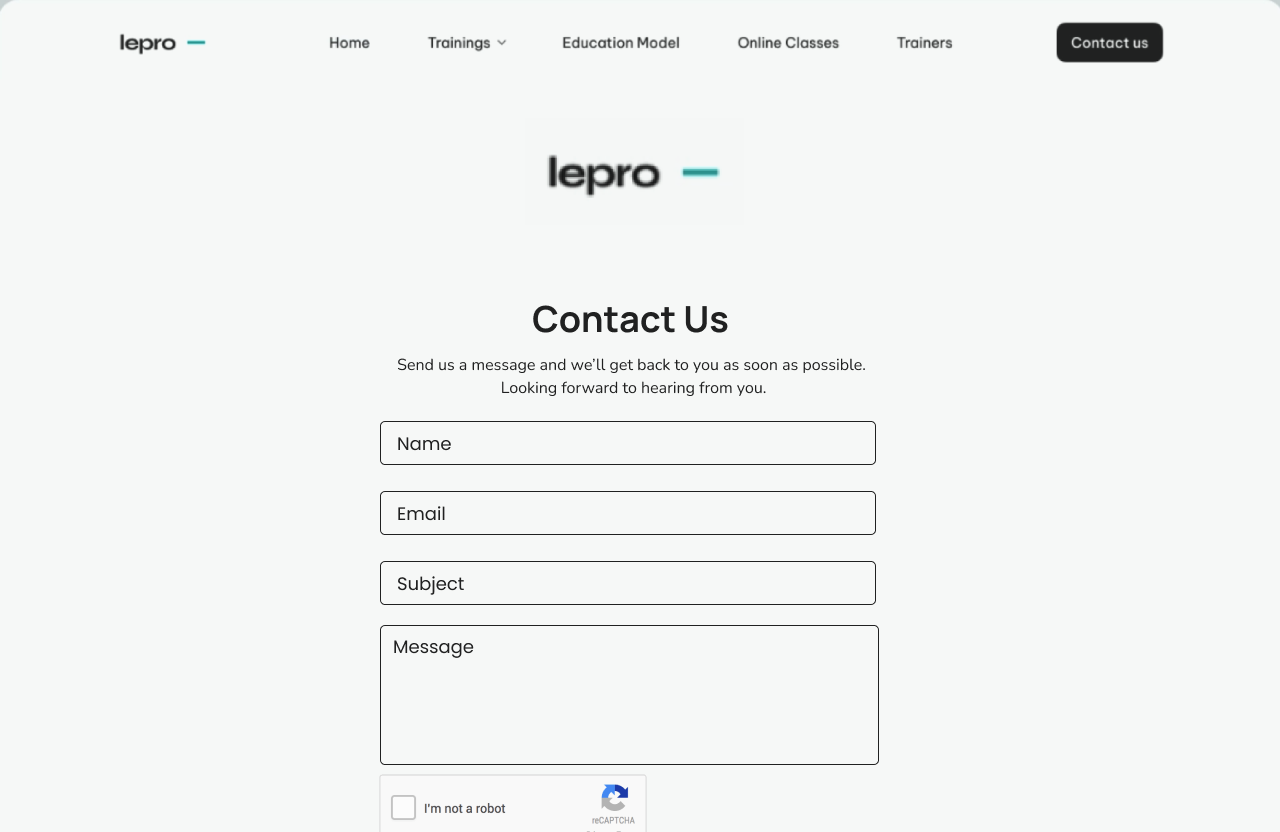 lepro
Home
Trainings
Education Model
Online Classes
Trainers
Contact us
lepro
Contact Us
Send us a message and we'll get back to you as soon as possible.
Looking forward to hearing from you.
Name
Email
Subject
Message
I'm not a robot
reCAPTCHA